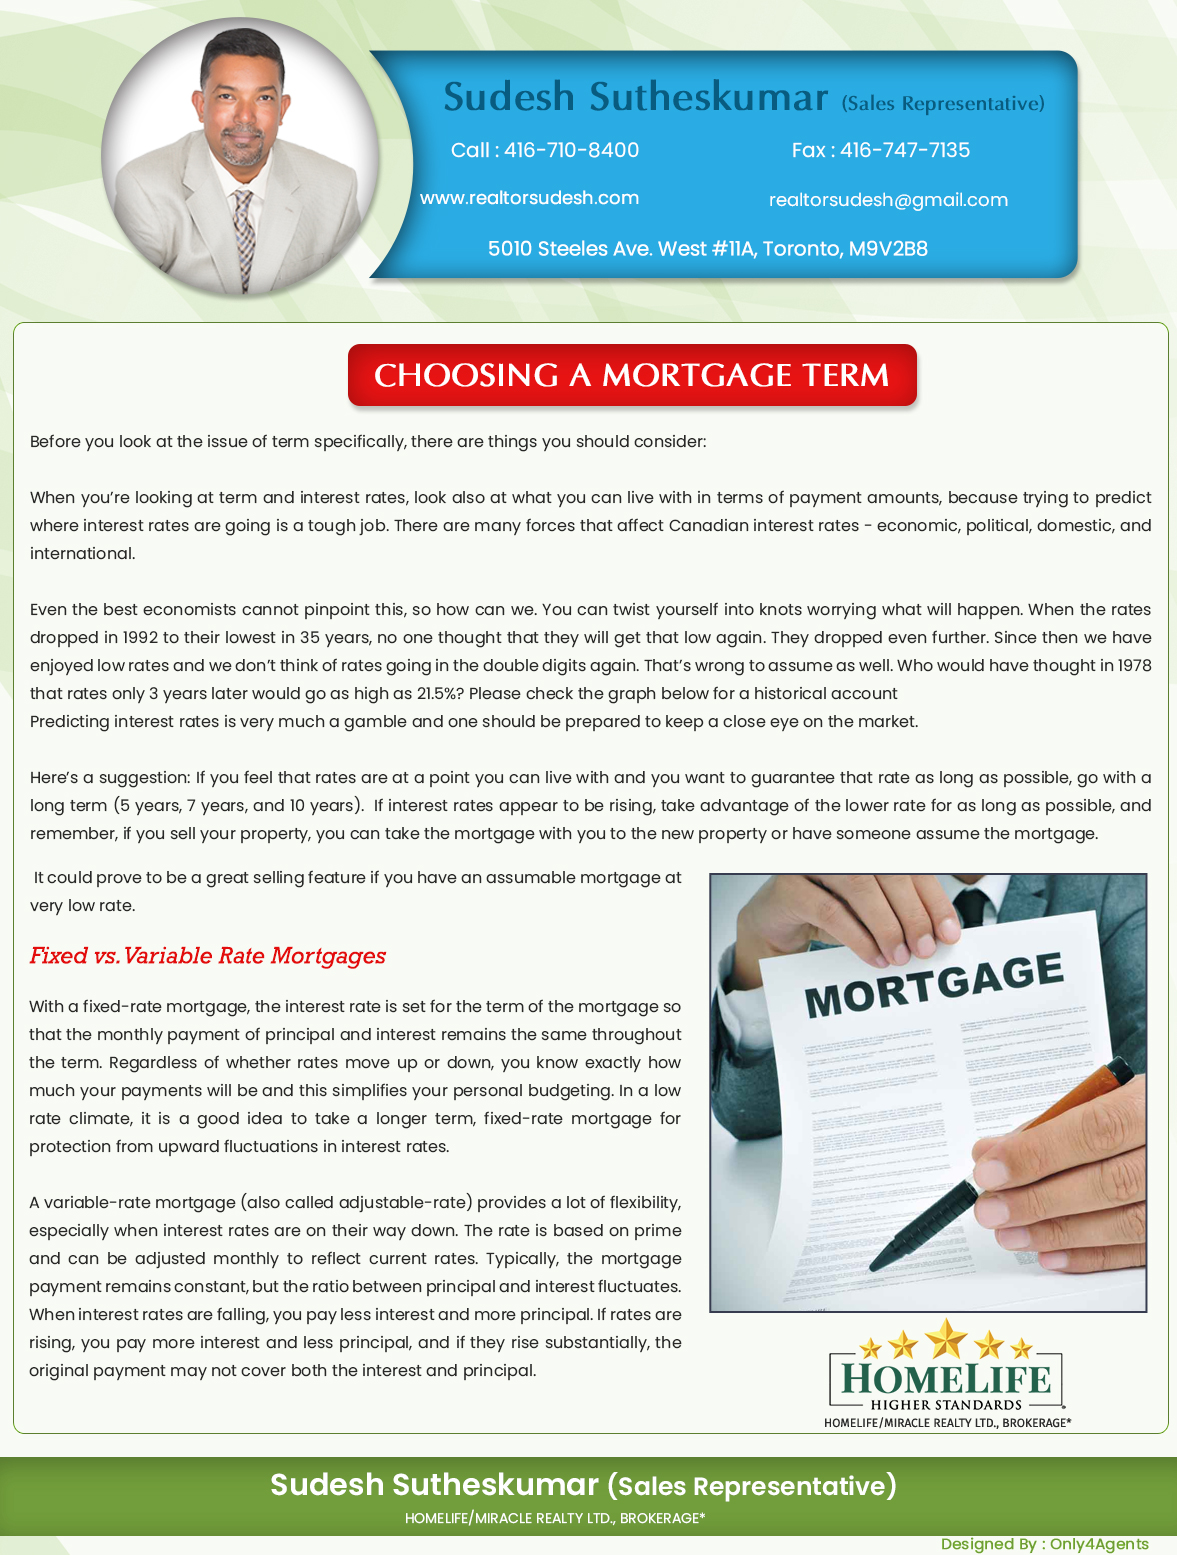 Sudesh Sutheskumar (Sales Representative)
Call : 416-710-8400
Fax : 416-747-7135
www.realtorsudesh.com
realtorsudesh@gmail.com
5010 Steeles Ave. West #11A, Toronto, M9V2B8
CHOOSING A MORTGAGE TERM
Before you look at the issue of term specifically, there are things you should consider:
When you’re looking at term and interest rates, look also at what you can live with in terms of payment amounts, because trying to predict
where interest rates are going is a tough job. There are many forces that affect Canadian interest rates - economic, political, domestic, and
international.
Even the best economists cannot pinpoint this, so how can we. You can twist yourself into knots worrying what will happen. When the rates
dropped in 1992 to their lowest in 35 years, no one thought that they will get that low again. They dropped even further. Since then we have
enjoyed low rates and we don’t think of rates going in the double digits again. That’s wrong to assume as well. Who would have thought in 1978
that rates only 3 years later would go as high as 21.5%? Please check the graph below for a historical account
Predicting interest rates is very much a gamble and one should be prepared to keep a close eye on the market.
Here’s a suggestion: If you feel that rates are at a point you can live with and you want to guarantee that rate as long as possible, go with a
long term (5 years, 7 years, and 10 years). If interest rates appear to be rising, take advantage of the lower rate for as long as possible, and
remember, if you sell your property, you can take the mortgage with you to the new property or have someone assume the mortgage.
It could prove to be a great selling feature if you have an assumable mortgage at
very low rate.
Fixed vs. Variable Rate Mortgages
With a fixed-rate mortgage, the interest rate is set for the term of the mortgage so
that the monthly payment of principal and interest remains the same throughout
the term. Regardless of whether rates move up or down, you know exactly how
much your payments will be and this simplifies your personal budgeting. In a low
rate climate, it is a good idea to take a longer term, fixed-rate mortgage for
protection from upward fluctuations in interest rates.
A variable-rate mortgage (also called adjustable-rate) provides a lot of flexibility,
especially when interest rates are on their way down. The rate is based on prime
and can be adjusted monthly to reflect current rates. Typically, the mortgage
payment remains constant, but the ratio between principal and interest fluctuates.
When interest rates are falling, you pay less interest and more principal. If rates are
rising, you pay more interest and less principal, and if they rise substantially, the
original payment may not cover both the interest and principal.
MORTGAGE
HOMELIFE
HIGHER STANDARDS
HOMELIFE/MIRACLE REALTY LTD., BROKERAGE*
Sudesh Sutheskumar (Sales Representative)
HOMELIFE/MIRACLE REALTY LTD., BROKERAGE*
Designed By : Only4Agents